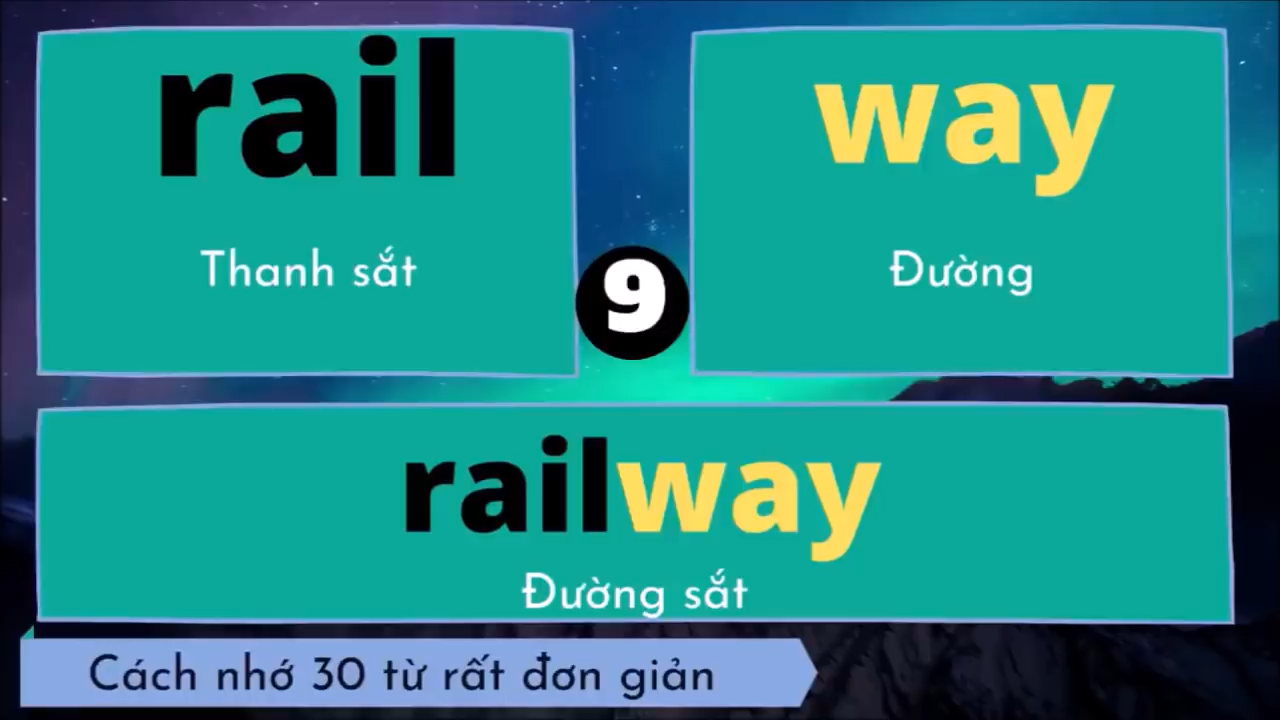 rail
Thanh sắt
way
Đường
9
railway
Đường sắt
Cách nhớ 30 từ rất đơn giản